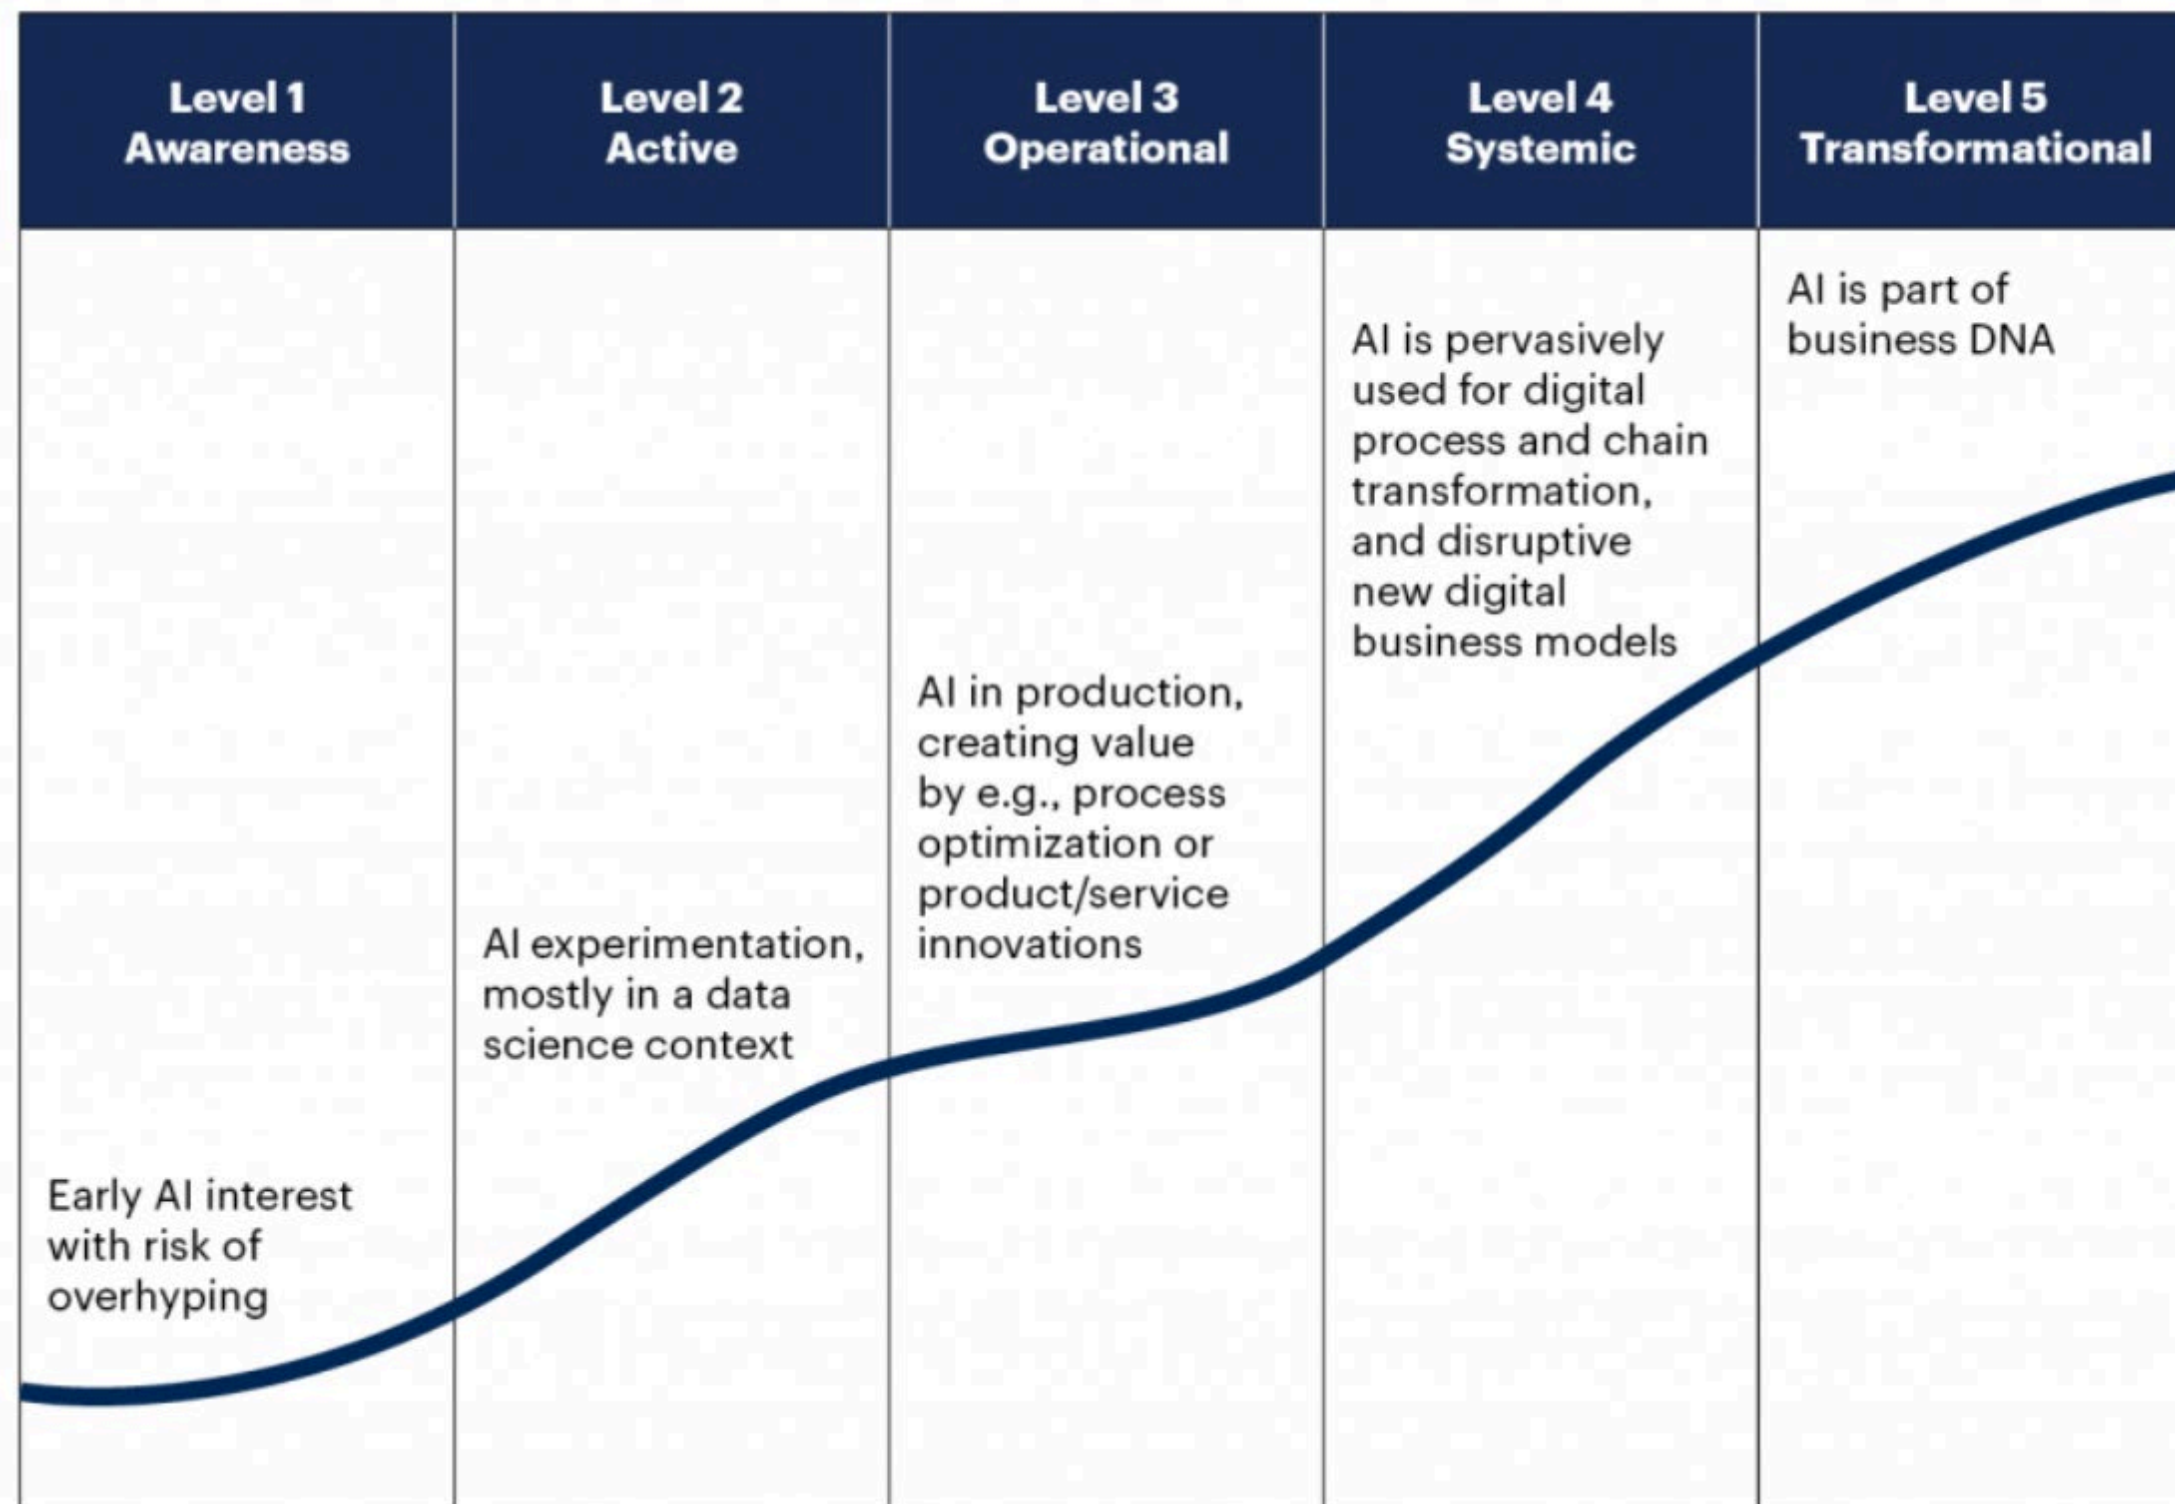 Level 1
Awareness
Level 2
Active
Level 3
Operational
Level 4
Systemic
Level 5
Transformational
Early AI interest
with risk of
overhyping
AI experimentation,
mostly in a data
science context
AI in production,
creating value
by e.g., process
optimization or
product/service
innovations
AI is pervasively
used for digital
process and chain
transformation,
and disruptive
new digital
business models
AI is part of
business DNA